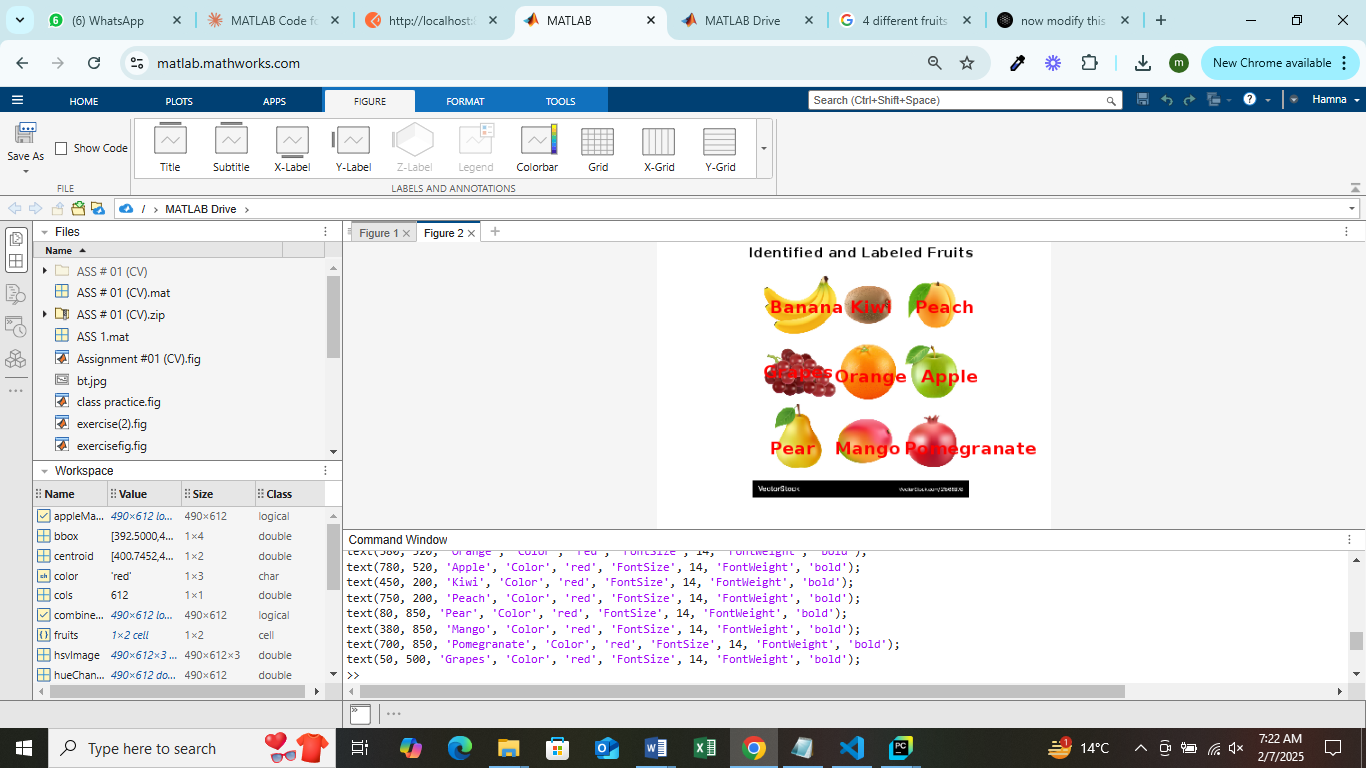 6
(6) WhatsApp
MATLAB Code fo
http://localhost:
MATLAB
MATLAB Drive
4 different fruits
now modify this
matlab.mathworks.com
m
New Chrome available
HOME
PLOTS
APPS
FIGURE
FORMAT
TOOLS
Search (Ctrl+Shift+Space)
Hamna
Save As
Show Code
Title
Subtitle
X-Label
Y-Label
Z-Label
Legend
Colorbar
Grid
X-Grid
Y-Grid
FILE
LABELS AND ANNOTATIONS
/ › MATLAB Drive ›
Files
Name
ASS # 01 (CV)
ASS # 01 (CV).mat
ASS # 01 (CV).zip
ASS 1.mat
Assignment #01 (CV).fig
bt.jpg
class practice.fig
exercise(2).fig
exercisefig.fig
Workspace
Name Value Size Class
appleMa... 490×612 lo... 490×612 logical
bbox [392.5000,4... 1×4 double
centroid [400.7452,4... 1×2 double
color 'red' 1×3 char
cols 612 1×1 double
combine... 490×612 lo... 490×612 logical
fruits 1×2 cell 1×2 cell
hsvImage 490×612×3 ... 490×612×3 double
hueChan... 490×612 do... 490×612 double
Figure 1
Figure 2
Identified and Labeled Fruits
Banana Kiwi Peach
Grapes Orange Apple
Pear Mango Pomegranate
VectorStock
Command Window
text(380, 520, 'Orange', 'Color', 'red', 'FontSize', 14, 'FontWeight', 'bold');
text(780, 520, 'Apple', 'Color', 'red', 'FontSize', 14, 'FontWeight', 'bold');
text(450, 200, 'Kiwi', 'Color', 'red', 'FontSize', 14, 'FontWeight', 'bold');
text(750, 200, 'Peach', 'Color', 'red', 'FontSize', 14, 'FontWeight', 'bold');
text(80, 850, 'Pear', 'Color', 'red', 'FontSize', 14, 'FontWeight', 'bold');
text(380, 850, 'Mango', 'Color', 'red', 'FontSize', 14, 'FontWeight', 'bold');
text(700, 850, 'Pomegranate', 'Color', 'red', 'FontSize', 14, 'FontWeight', 'bold');
text(50, 500, 'Grapes', 'Color', 'red', 'FontSize', 14, 'FontWeight', 'bold');
>>
Type here to search
1
14°C
7:22 AM
2/7/2025